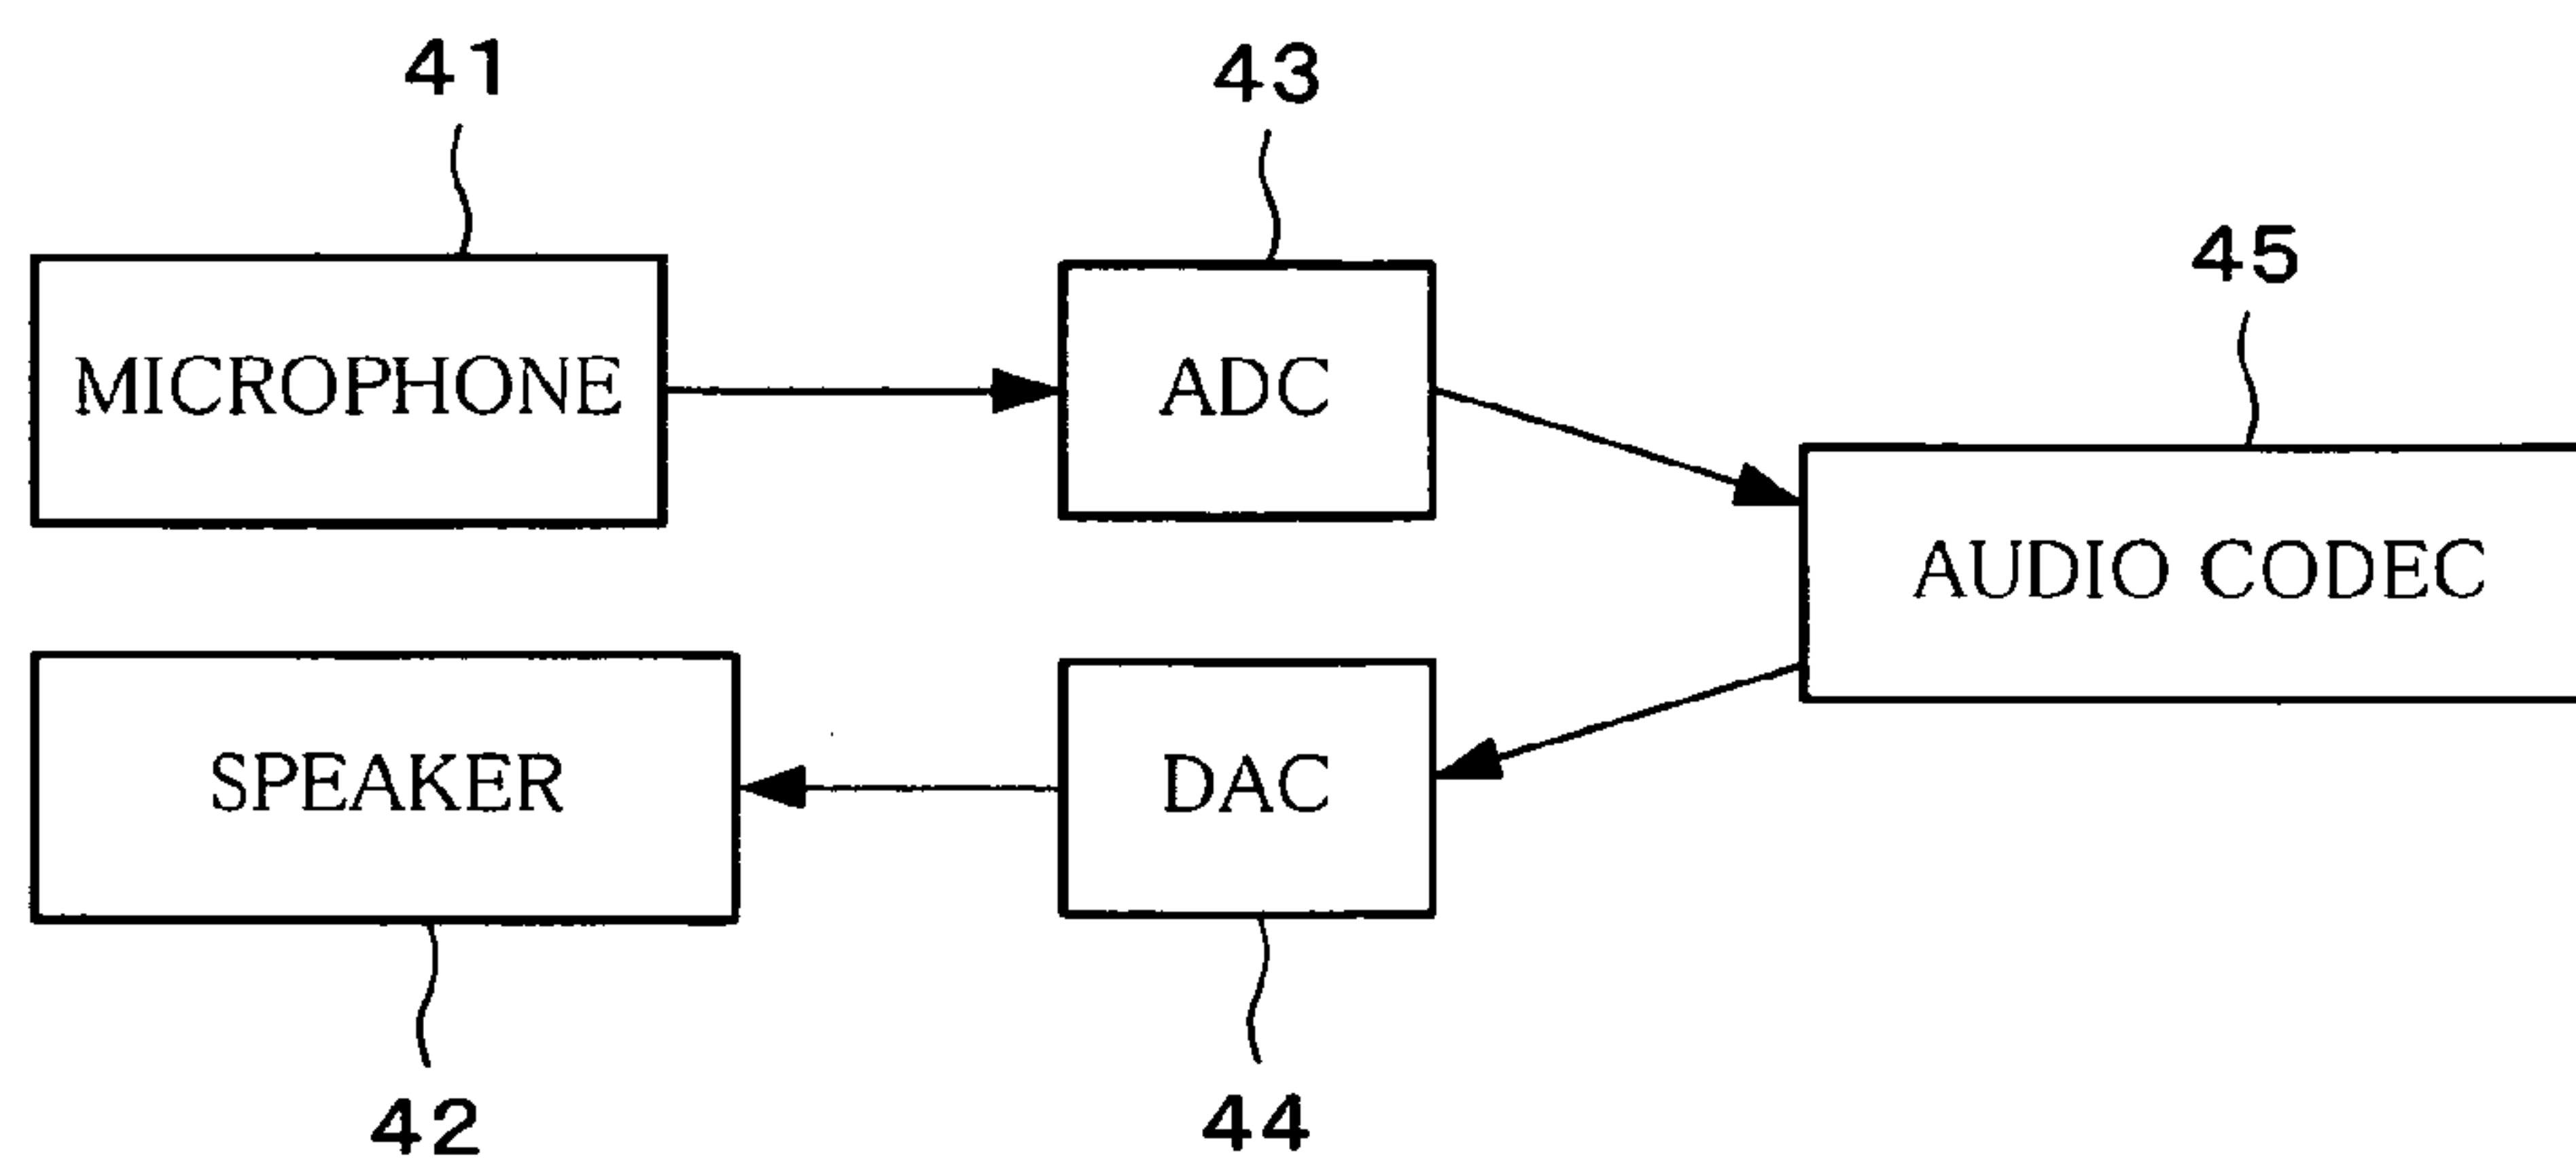 41
43
45
MICROPHONE
ADC
AUDIO CODEC
SPEAKER
DAC
42
44